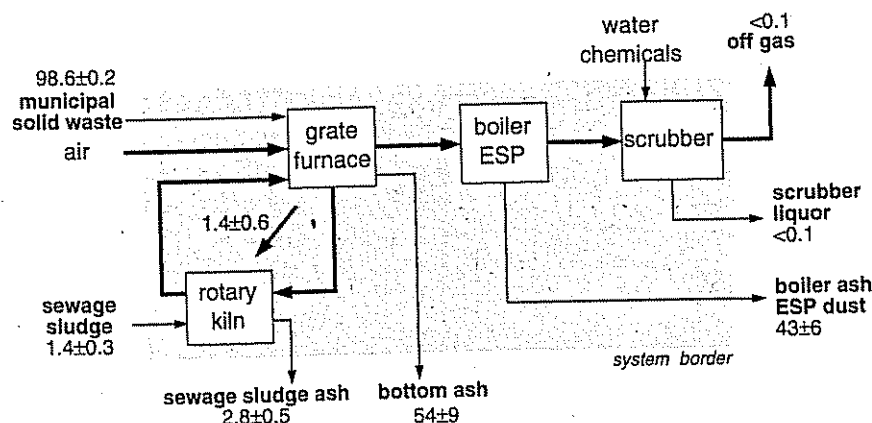 water
chemicals
<0.1
off gas
98.6±0.2
municipal
solid waste
air
grate
furnace
boiler
ESP
scrubber
scrubber
liquor
<0.1
1.4±0.6
rotary
kiln
sewage
sludge
1.4±0.3
boiler ash
ESP dust
43±6
system border
sewage sludge ash
2.8±0.5
bottom ash
54±9